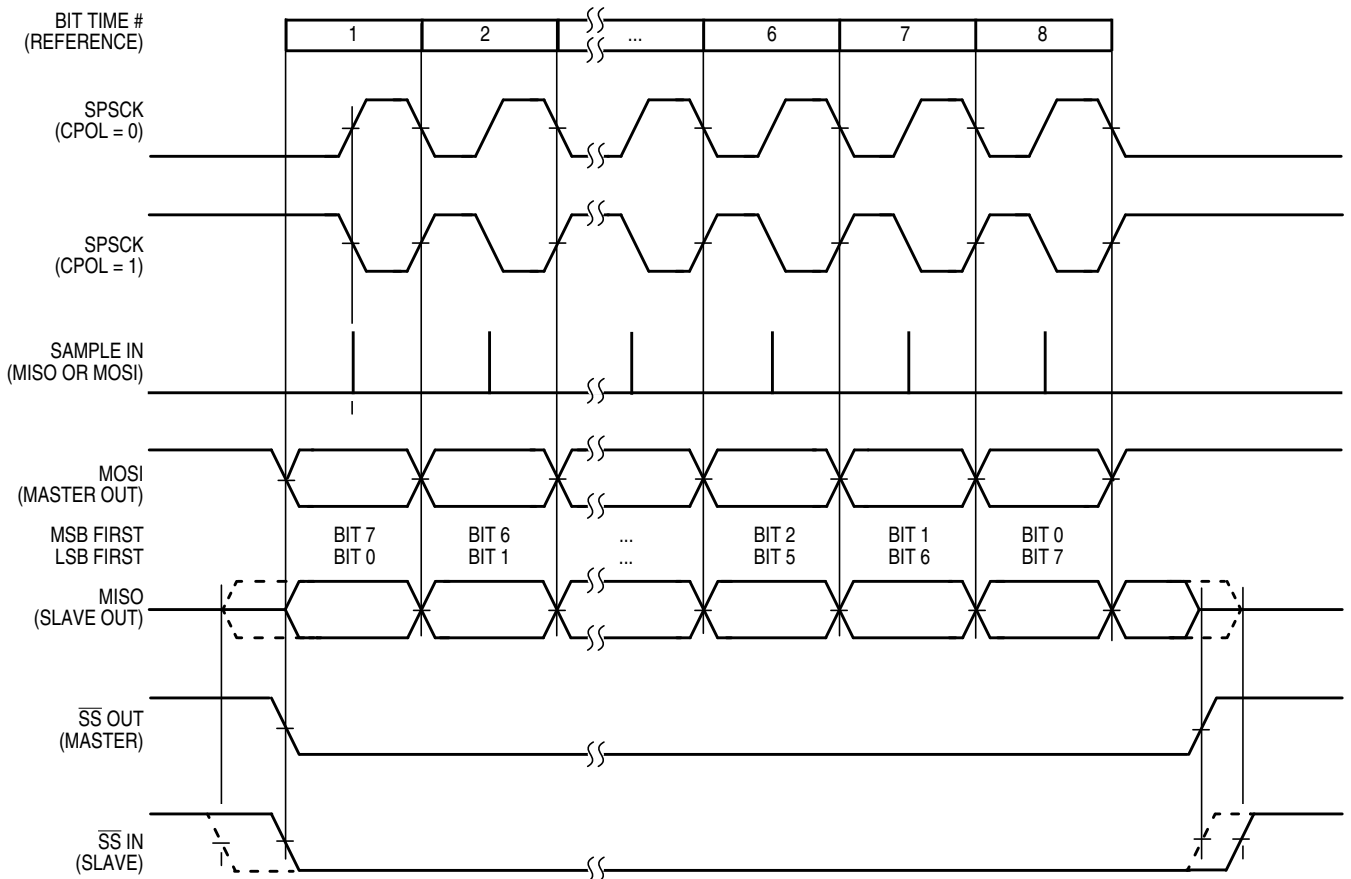 BIT TIME #
(REFERENCE)
1 2 ... 6 7 8
SPSCK
(CPOL = 0)
SPSCK
(CPOL = 1)
SAMPLE IN
(MISO OR MOSI)
MOSI
(MASTER OUT)
MSB FIRST BIT 7 BIT 6 ... BIT 2 BIT 1 BIT 0
LSB FIRST BIT 0 BIT 1 ... BIT 5 BIT 6 BIT 7
MISO
(SLAVE OUT)
S̅S̅ OUT
(MASTER)
S̅S̅ IN
(SLAVE)